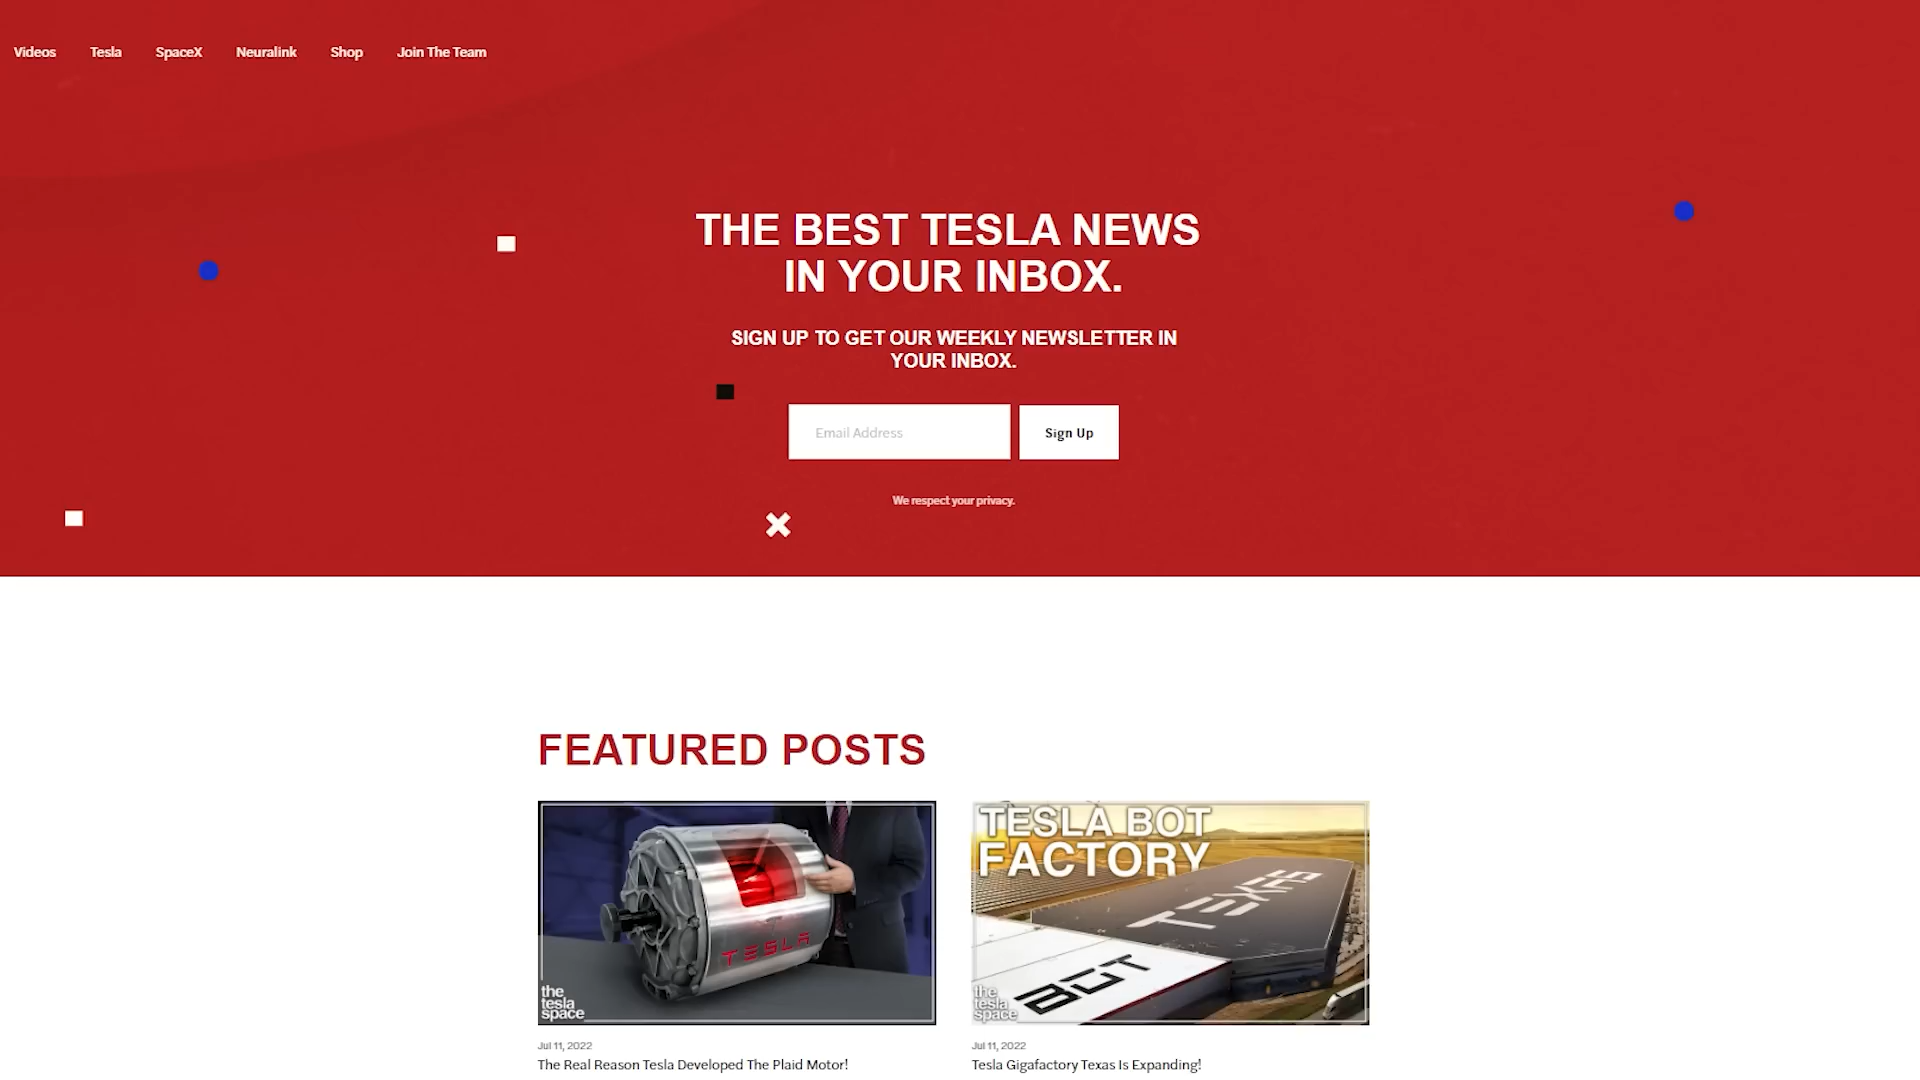 Videos Tesla SpaceX Neuralink Shop Join The Team
THE BEST TESLA NEWS
IN YOUR INBOX.
SIGN UP TO GET OUR WEEKLY NEWSLETTER IN
YOUR INBOX.
Email Address
Sign Up
We respect your privacy.
FEATURED POSTS
TESLA
the
tesla
space
Jul 11, 2022
The Real Reason Tesla Developed The Plaid Motor!
TESLA BOT
FACTORY
TEXAS
BOT
the
tesla
space
Jul 11, 2022
Tesla Gigafactory Texas Is Expanding!